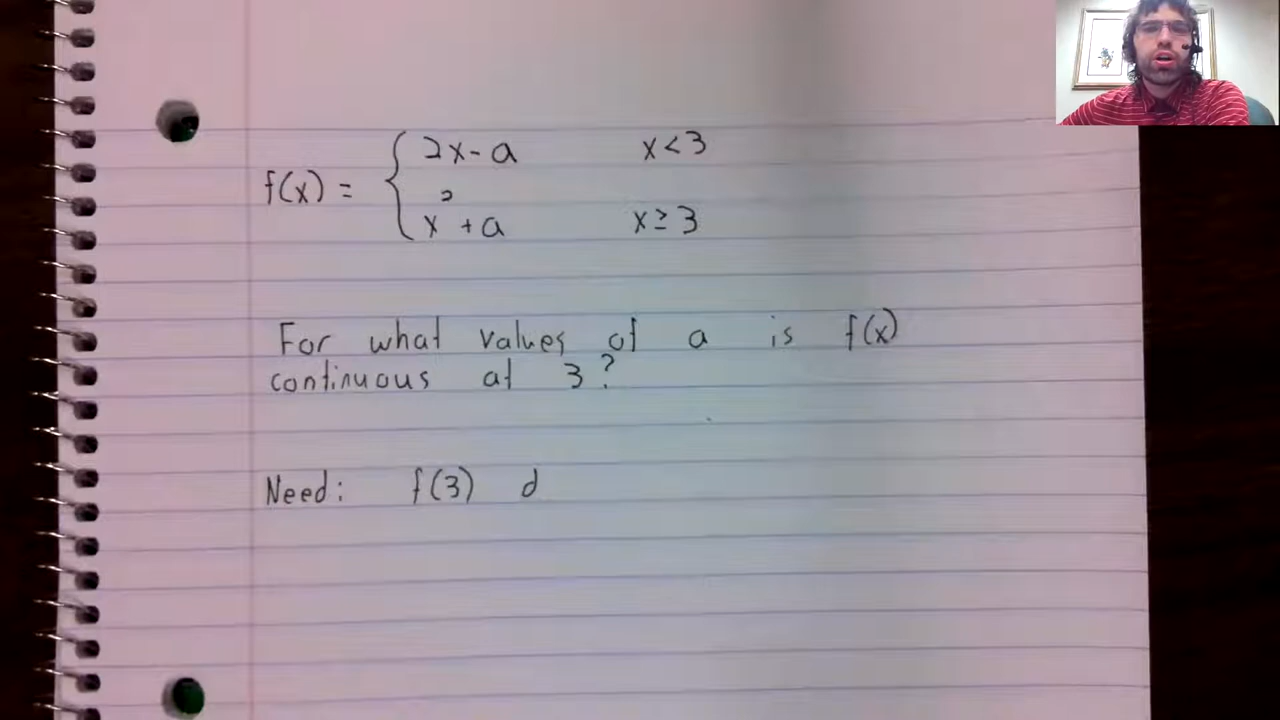 f(x) = { 2x - a x < 3
x² + a x ≥ 3
For what values of a is f(x)
continuous at 3?
Need: f(3) d